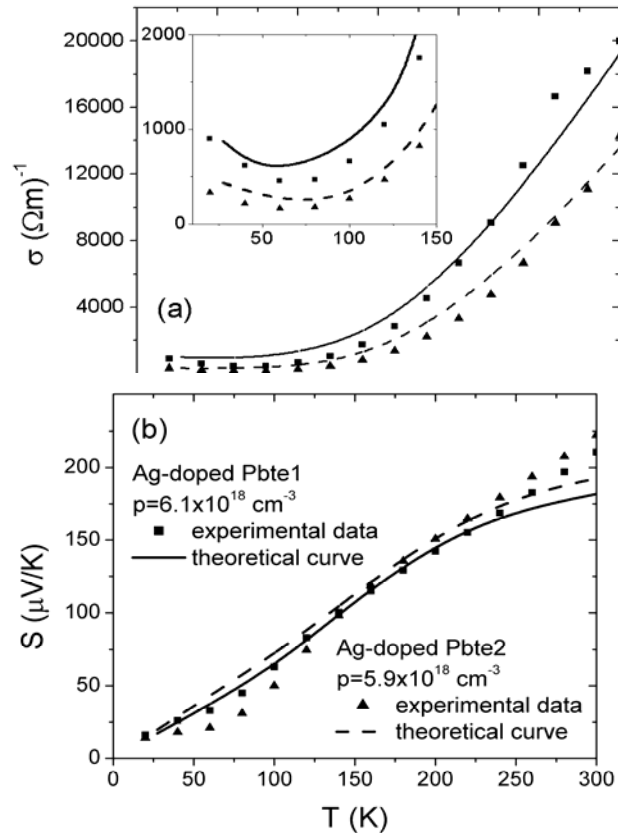 20000
16000
12000
8000
4000
σ (Ωm)⁻¹
2000
1000
0
50
100
150
(a)
(b)
Ag-doped Pbte1
p=6.1x10¹⁸ cm⁻³
experimental data
theoretical curve
Ag-doped Pbte2
p=5.9x10¹⁸ cm⁻³
experimental data
theoretical curve
200
150
100
50
0
S (μV/K)
0
50
100
150
200
250
300
T (K)